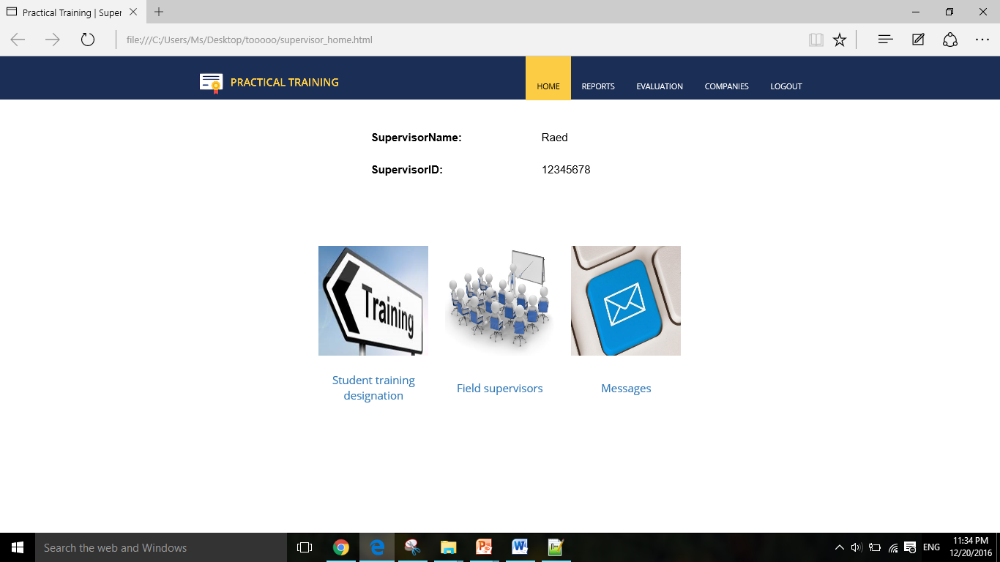 Practical Training | Super
file:///C:/Users/Ms/Desktop/tooooo/supervisor_home.html
PRACTICAL TRAINING
HOME REPORTS EVALUATION COMPANIES LOGOUT
SupervisorName: Raed
SupervisorID: 12345678
Training
Student training
designation
Field supervisors
Messages
Search the web and Windows
ENG
11:34 PM
12/20/2016